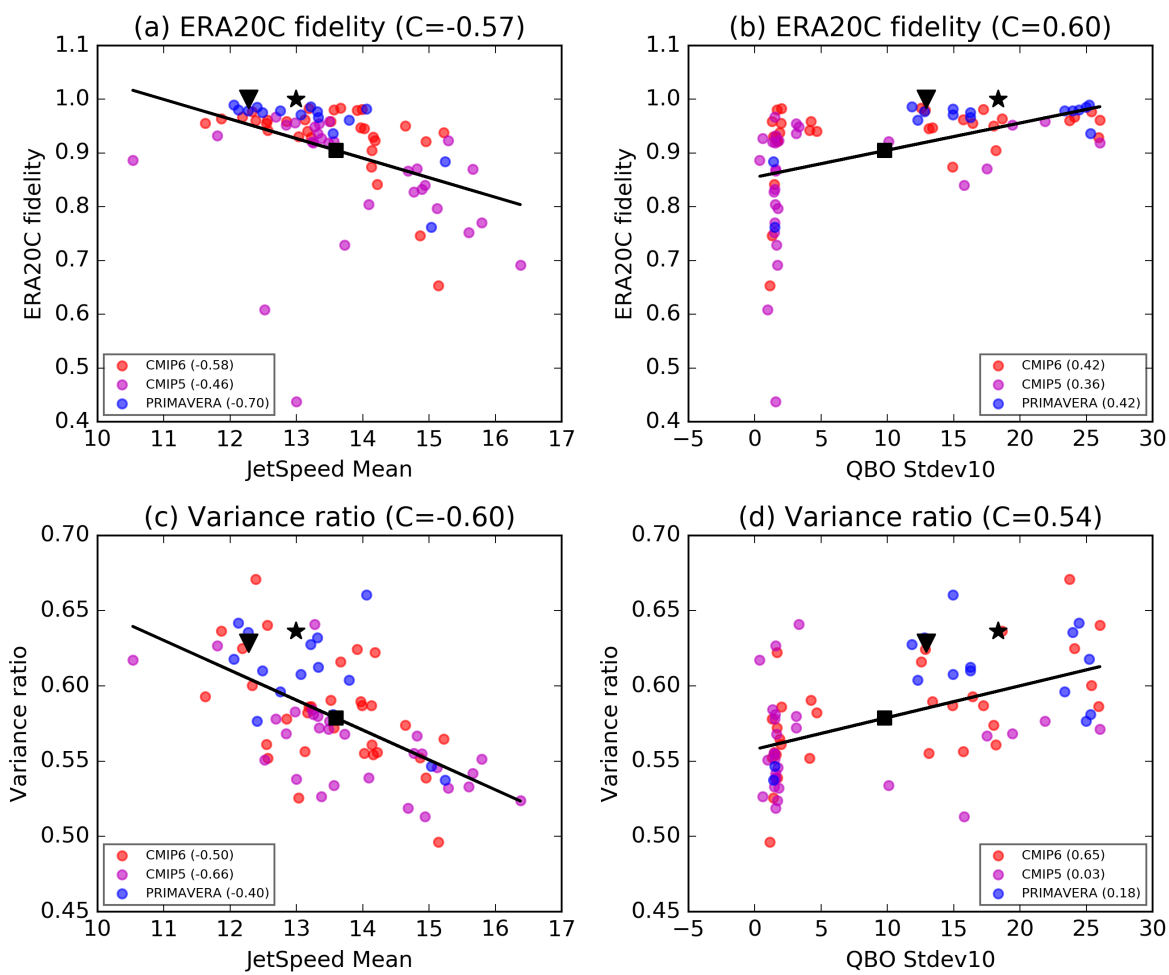 (a) ERA20C fidelity (C=-0.57)
1.1
1.0
0.9
0.8
0.7
0.6
0.5
0.4
ERA20C fidelity
CMIP6 (-0.58)
CMIP5 (-0.46)
PRIMAVERA (-0.70)
10 11 12 13 14 15 16 17
JetSpeed Mean
(b) ERA20C fidelity (C=0.60)
1.1
1.0
0.9
0.8
0.7
0.6
0.5
0.4
ERA20C fidelity
CMIP6 (0.42)
CMIP5 (0.36)
PRIMAVERA (0.42)
−5 0 5 10 15 20 25 30
QBO Stdev10
(c) Variance ratio (C=-0.60)
0.70
0.65
0.60
0.55
0.50
0.45
Variance ratio
CMIP6 (-0.50)
CMIP5 (-0.66)
PRIMAVERA (-0.40)
10 11 12 13 14 15 16 17
JetSpeed Mean
(d) Variance ratio (C=0.54)
0.70
0.65
0.60
0.55
0.50
0.45
Variance ratio
CMIP6 (0.65)
CMIP5 (0.03)
PRIMAVERA (0.18)
−5 0 5 10 15 20 25 30
QBO Stdev10